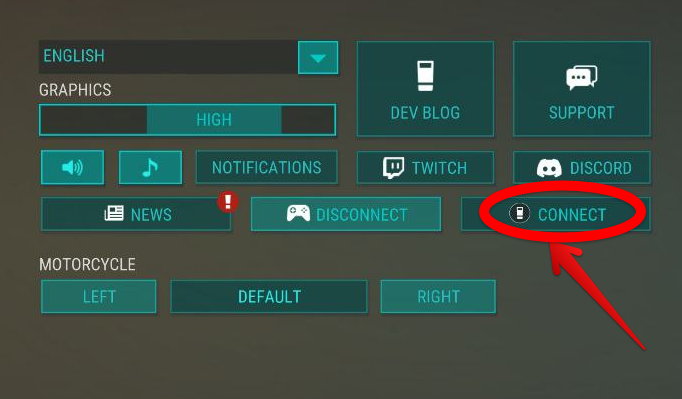 ENGLISH
GRAPHICS
HIGH
DEV BLOG
SUPPORT
NOTIFICATIONS
TWITCH
DISCORD
NEWS
!
DISCONNECT
CONNECT
MOTORCYCLE
LEFT
DEFAULT
RIGHT